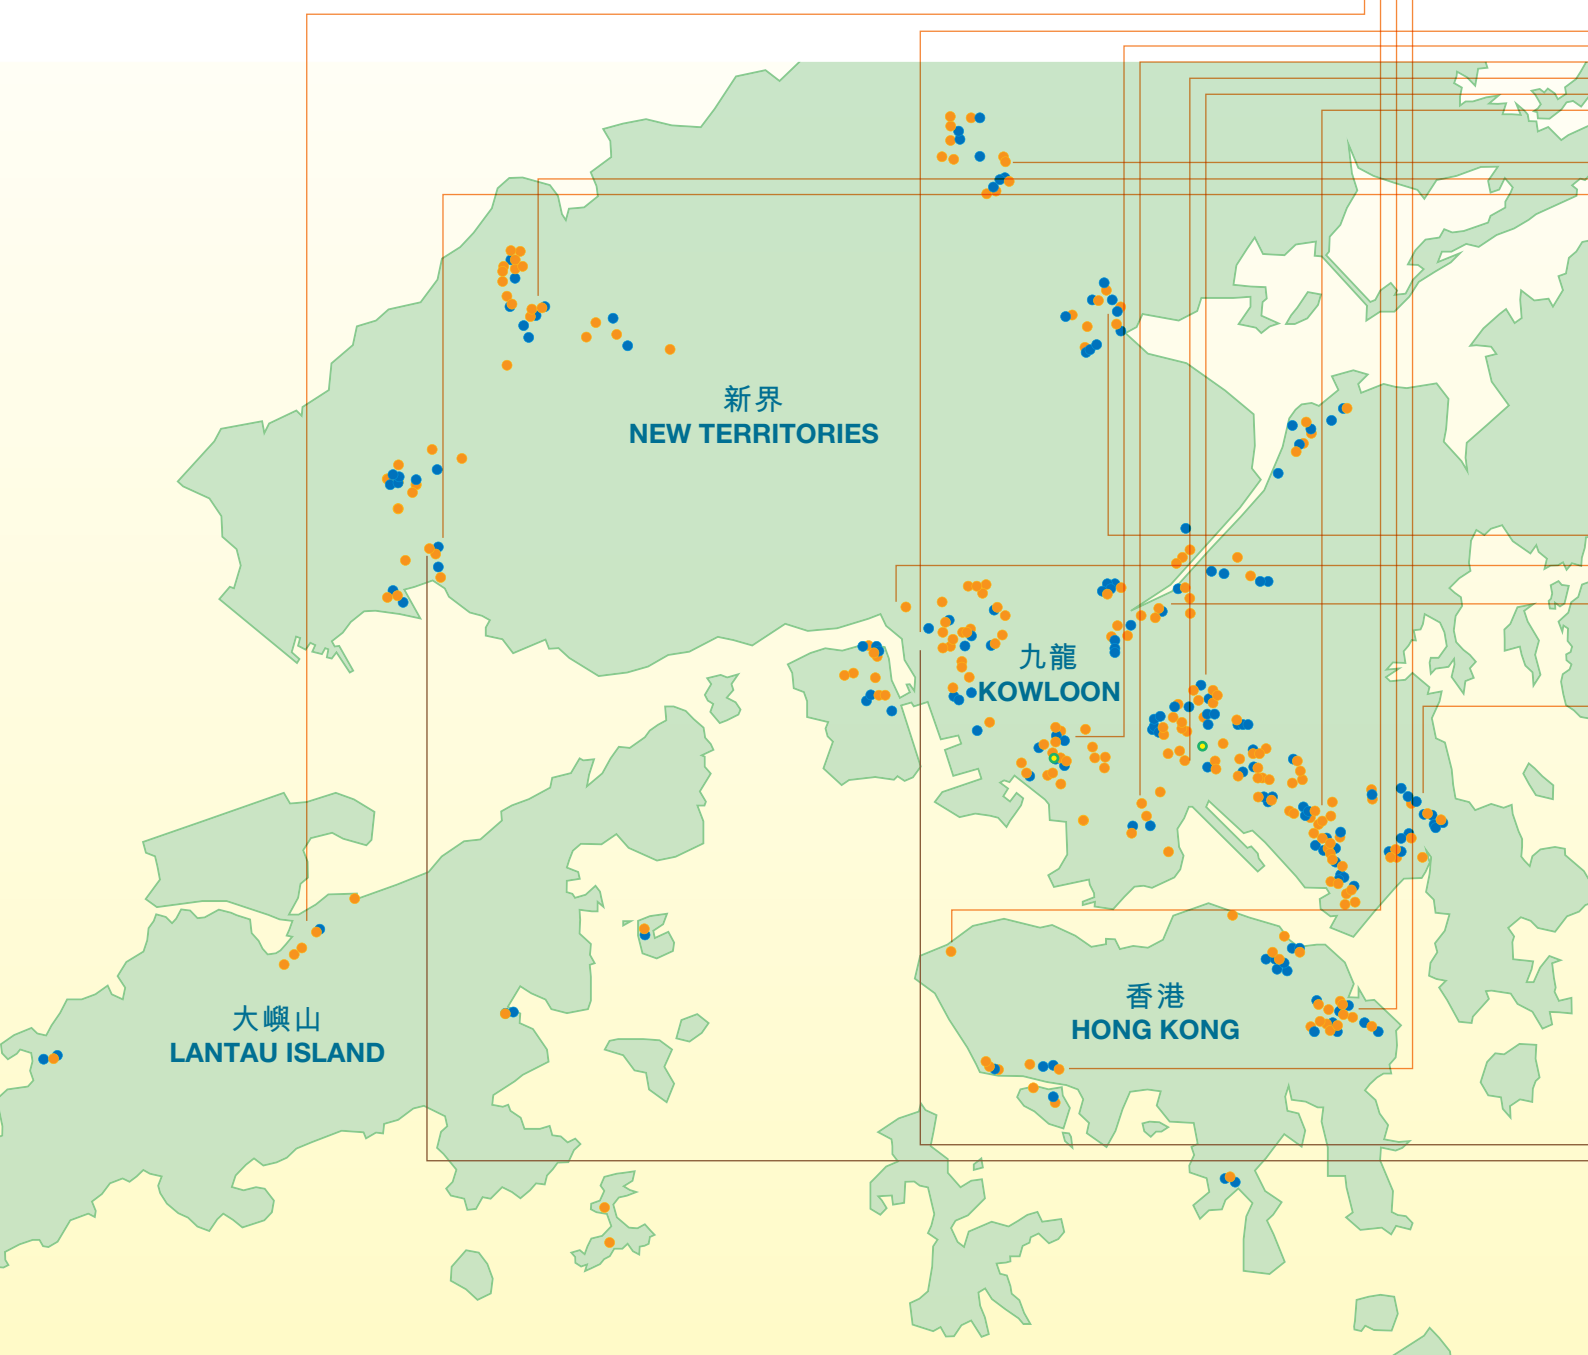 新界
NEW TERRITORIES
九龍
KOWLOON
香港
HONG KONG
大嶼山
LANTAU ISLAND